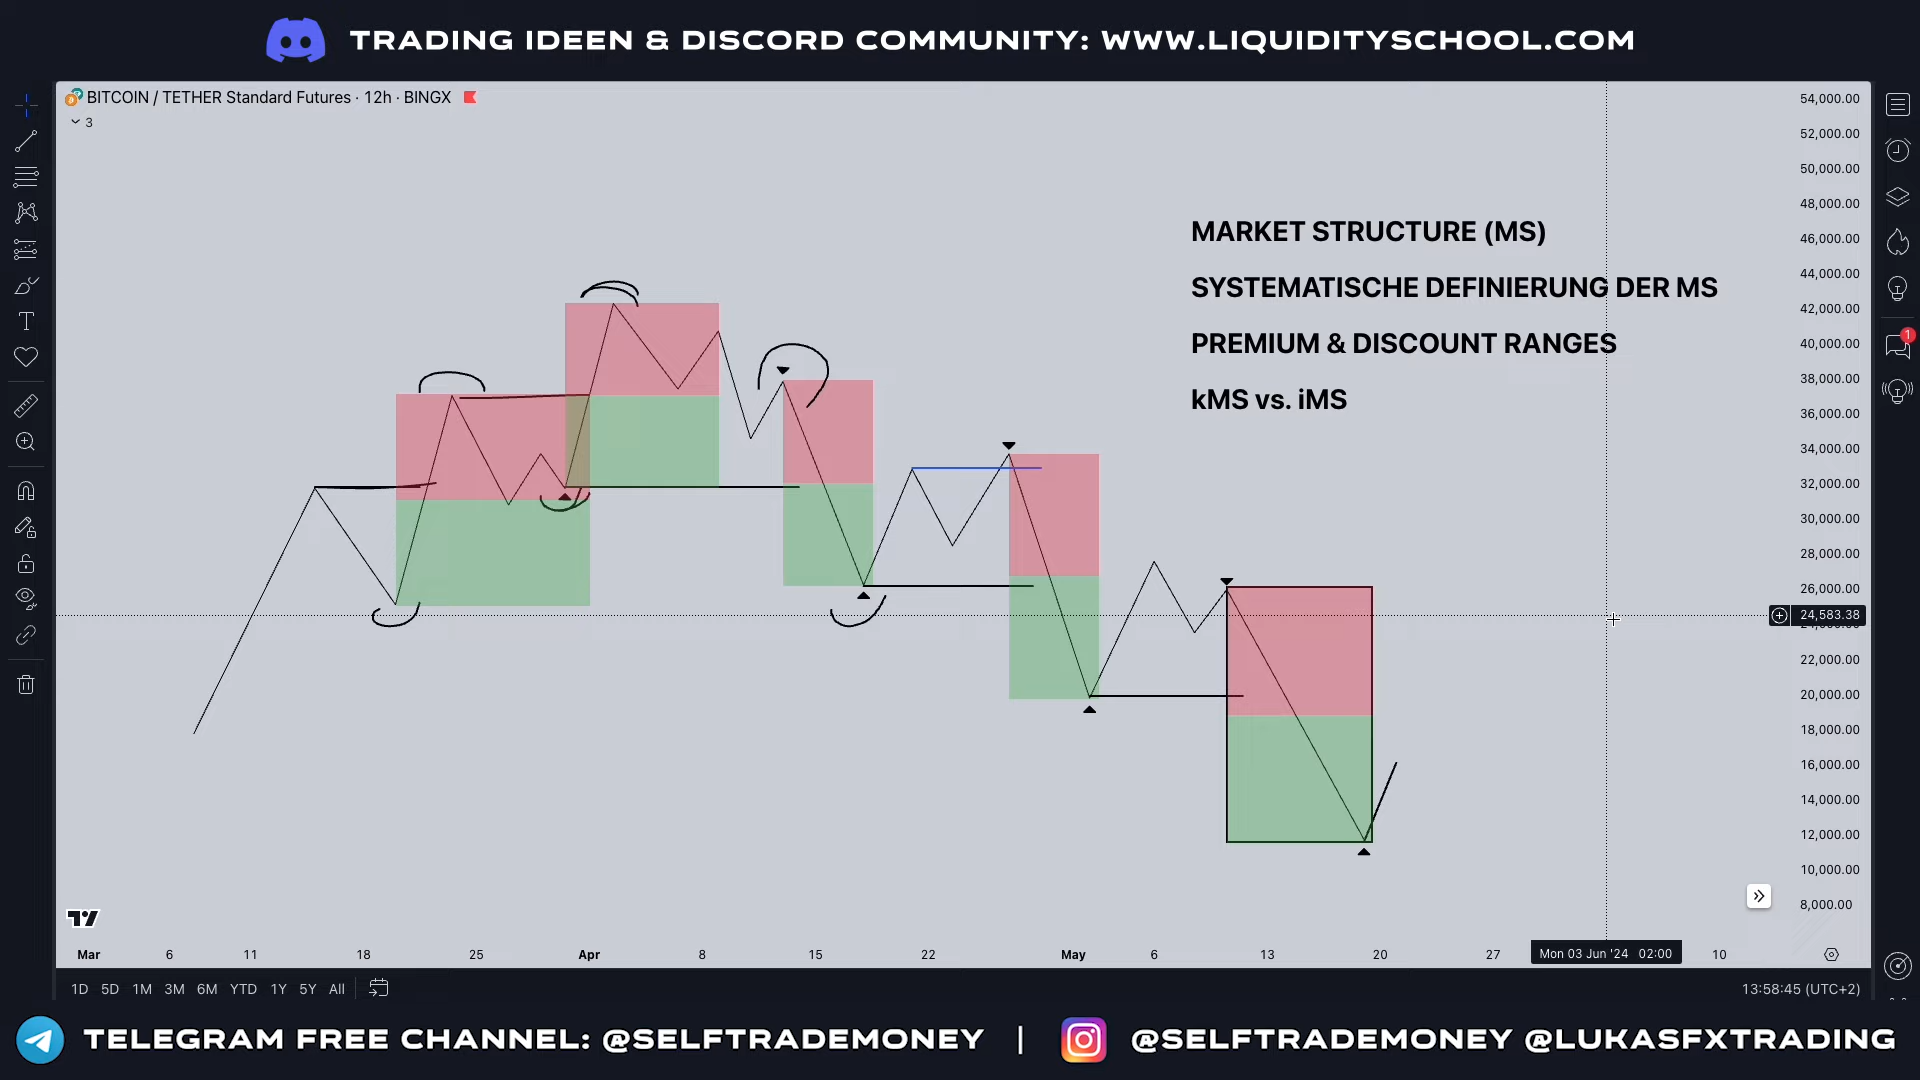 TRADING IDEEN & DISCORD COMMUNITY: WWW.LIQUIDITYSCHOOL.COM
BITCOIN / TETHER Standard Futures · 12h · BINGX
3
MARKET STRUCTURE (MS)
SYSTEMATISCHE DEFINIERUNG DER MS
PREMIUM & DISCOUNT RANGES
kMS vs. iMS
54,000.00
52,000.00
50,000.00
48,000.00
46,000.00
44,000.00
42,000.00
40,000.00
38,000.00
36,000.00
34,000.00
32,000.00
30,000.00
28,000.00
26,000.00
24,583.38
22,000.00
20,000.00
18,000.00
16,000.00
14,000.00
12,000.00
10,000.00
8,000.00
1
Mar 6 11 18 25 Apr 8 15 22 May 6 13 20 27 Mon 03 Jun '24 02:00 10
1D 5D 1M 3M 6M YTD 1Y 5Y All
13:58:45 (UTC+2)
TELEGRAM FREE CHANNEL: @SELFTRADEMONEY | @SELFTRADEMONEY @LUKASFXTRADING